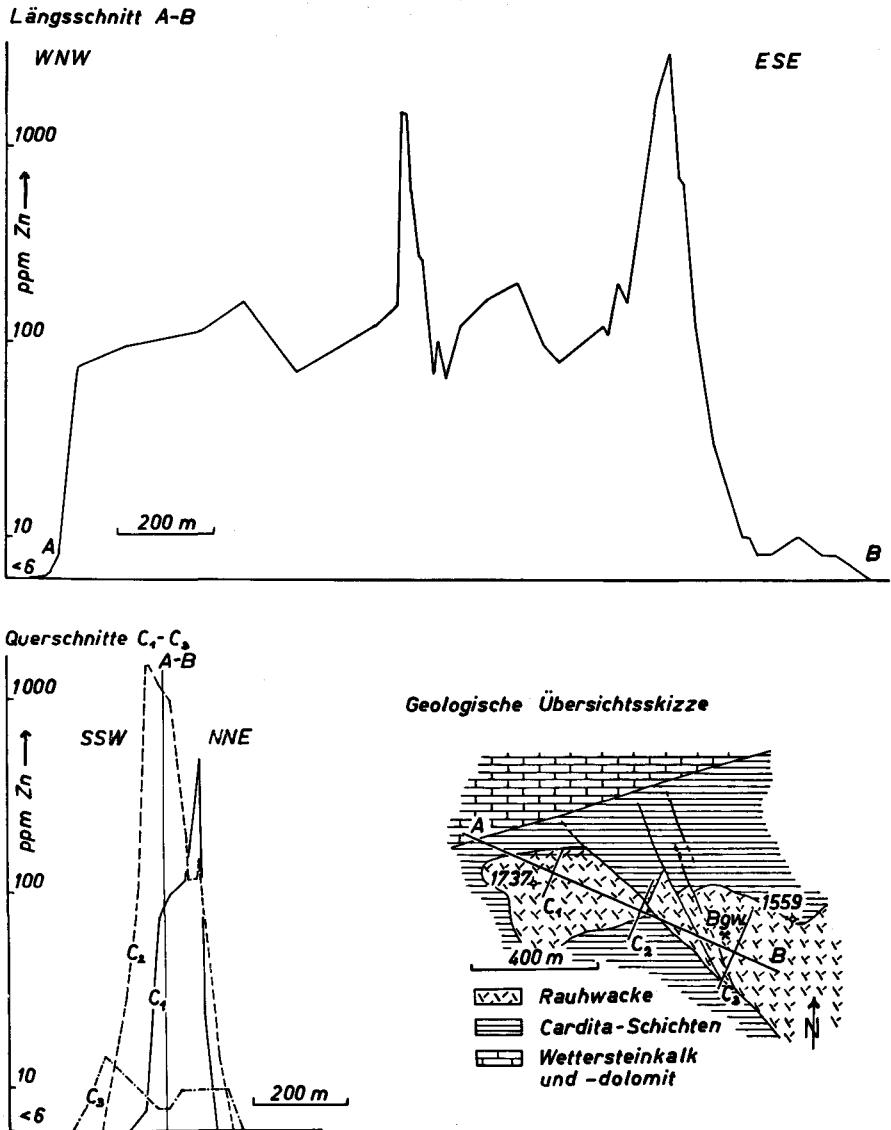 Längsschnitt A-B
WNW
ESE
1000
ppm Zn →
100
10
A
<6
200 m
B
Querschnitte C₁-C₃
A-B
1000
SSW
NNE
ppm Zn →
100
C₂
C₁
10
C₃
<6
200 m
Geologische Übersichtsskizze
A
1737
C₁
1559
Bgw.
C₂
B
400 m
C₃
N
Rauhwacke
Cardita-Schichten
Wettersteinkalk
und -dolomit